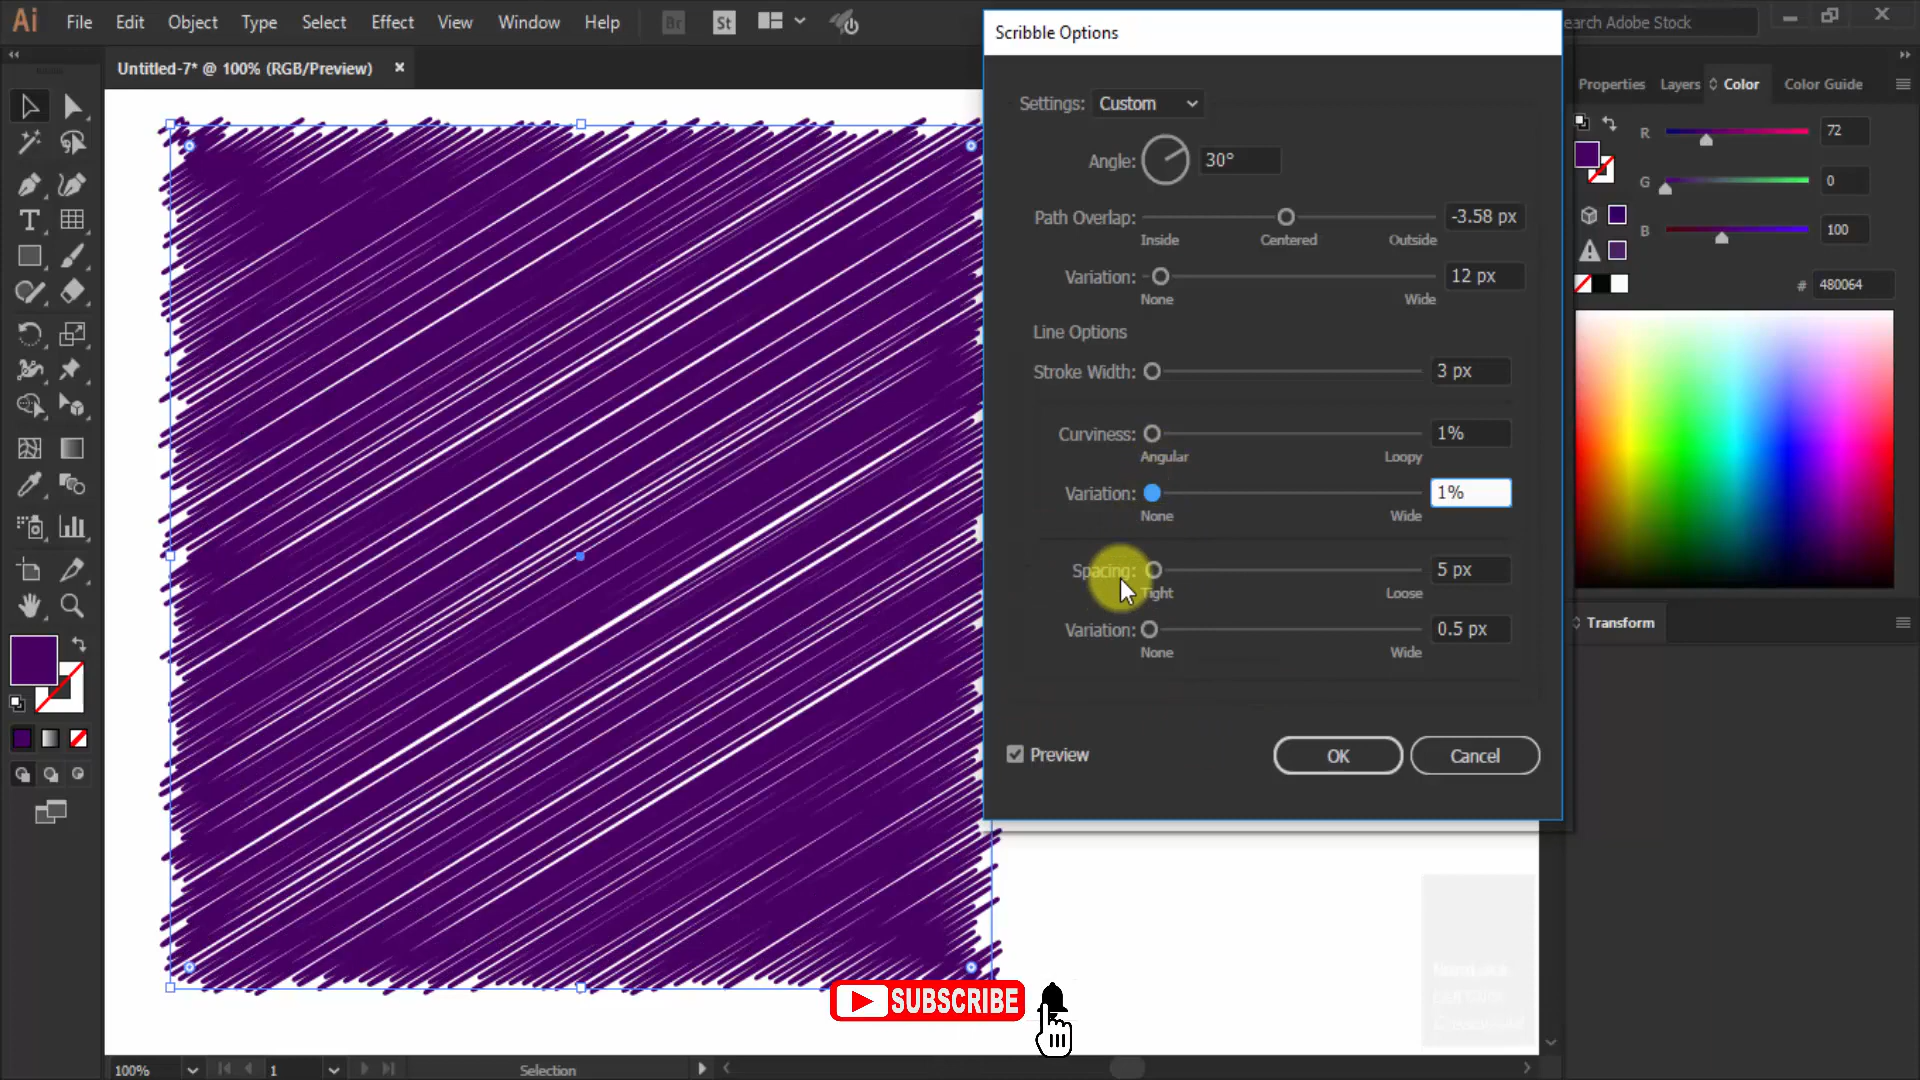 Ai File Edit Object Type Select Effect View Window Help Br St
Scribble Options
earch Adobe Stock
Untitled-7* @ 100% (RGB/Preview) ×
Settings: Custom
Angle: 30°
Path Overlap: -3.58 px
Inside Centered Outside
Variation: 12 px
None Wide
Line Options
Stroke Width: 3 px
Curviness: 1%
Angular Loopy
Variation: 1%
None Wide
Spacing: 5 px
Tight Loose
Variation: 0.5 px
None Wide
Preview OK Cancel
Properties Layers Color Color Guide
R 72
G 0
B 100
# 480064
Transform
SUBSCRIBE
100% 1 Selection